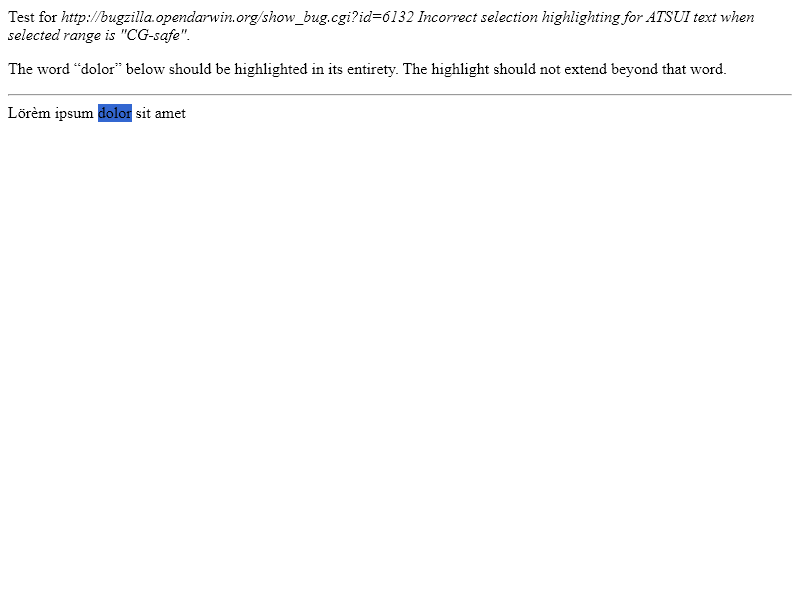 Test for http://bugzilla.opendarwin.org/show_bug.cgi?id=6132 Incorrect selection highlighting for ATSUI text when
selected range is "CG-safe".
The word “dolor” below should be highlighted in its entirety. The highlight should not extend beyond that word.
Lörèm ipsum dolor sit amet